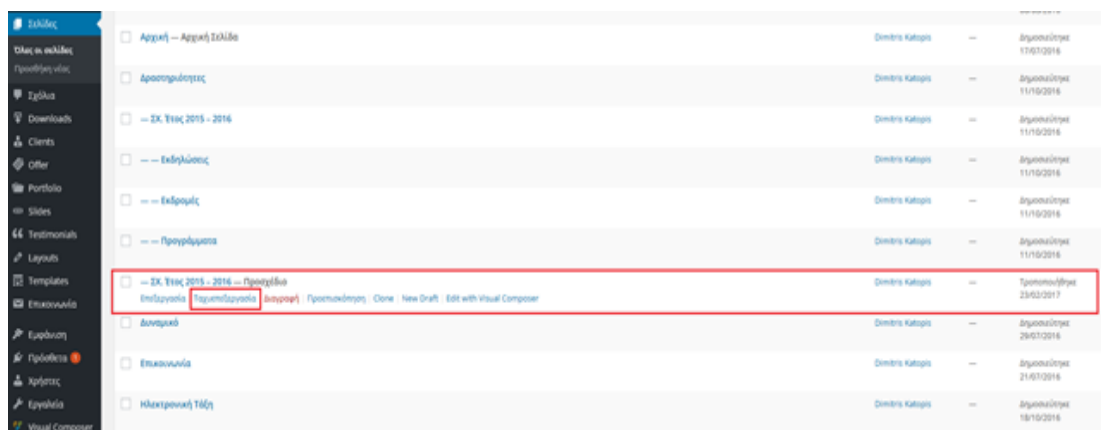 Σελίδες
Όλες οι σελίδες
Προσθήκη νέας
Σχόλια
Downloads
Clients
Offer
Portfolio
Slides
Testimonials
Layouts
Templates
Επικοινωνία
Εμφάνιση
Πρόσθετα 1
Χρήστες
Εργαλεία
Visual Composer
Αρχική — Αρχική Σελίδα Dimitris Katopis — Δημοσιεύτηκε
17/07/2016
Δραστηριότητες Dimitris Katopis — Δημοσιεύτηκε
11/10/2016
— ΣΧ. Έτος 2015 - 2016 Dimitris Katopis — Δημοσιεύτηκε
11/10/2016
— — Εκδηλώσεις Dimitris Katopis — Δημοσιεύτηκε
11/10/2016
— — Εκδρομές Dimitris Katopis — Δημοσιεύτηκε
11/10/2016
— — Προγράμματα Dimitris Katopis — Δημοσιεύτηκε
11/10/2016
— ΣΧ. Έτος 2015 - 2016 — Προσχέδιο Dimitris Katopis — Τροποποιήθηκε
Επεξεργασία | Ταχυεπεξεργασία | Διαγραφή | Προεπισκόπηση | Clone | New Draft | Edit with Visual Composer 23/02/2017
Δυναμικό Dimitris Katopis — Δημοσιεύτηκε
29/07/2016
Επικοινωνία Dimitris Katopis — Δημοσιεύτηκε
21/07/2016
Ηλεκτρονική Τάξη Dimitris Katopis — Δημοσιεύτηκε
18/10/2016